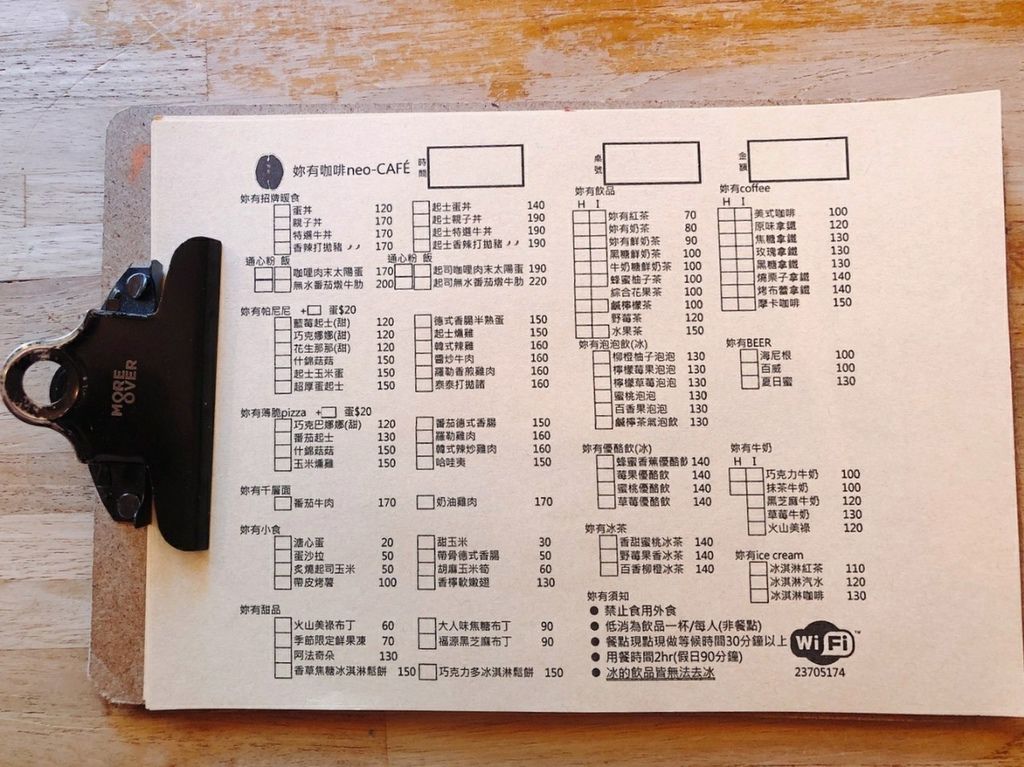 MORE OVER
妳有咖啡neo-CAFÉ
時間
桌號
金額
妳有招牌暖食
蛋丼 120
親子丼 170
特選牛丼 170
香辣打拋豬 170
起士蛋丼 140
起士親子丼 190
起士特選牛丼 190
起士香辣打拋豬 190
通心粉 飯
咖哩肉末太陽蛋 170
無水番茄燉牛肋 200
通心粉 飯
起司咖哩肉末太陽蛋 190
起司無水番茄燉牛肋 220
妳有帕尼尼 +□ 蛋$20
藍莓起士(甜) 120
巧克娜娜(甜) 120
花生那那(甜) 120
什錦菇菇 150
起士玉米蛋 150
超厚蛋起士 150
德式香腸半熟蛋 150
起士燻雞 150
韓式辣雞 160
醬炒牛肉 160
羅勒香煎雞肉 160
泰泰打拋豬 160
妳有薄脆pizza +□ 蛋$20
巧克巴娜娜(甜) 120
番茄起士 130
什錦菇菇 150
玉米燻雞 150
番茄德式香腸 150
羅勒雞肉 160
韓式辣炒雞肉 160
哈哇夷 150
妳有千層面
番茄牛肉 170
奶油雞肉 170
妳有小食
溏心蛋 20
蛋沙拉 50
炙燒起司玉米 50
帶皮烤薯 100
甜玉米 30
帶骨德式香腸 50
胡麻玉米筍 60
香檸軟嫩翅 130
妳有甜品
火山美祿布丁 60
季節限定鮮果凍 70
阿法奇朵 130
香草焦糖冰淇淋鬆餅 150
大人味焦糖布丁 90
福源黑芝麻布丁 90
巧克力多冰淇淋鬆餅 150
妳有飲品
H I
妳有紅茶 70
妳有奶茶 80
妳有鮮奶茶 90
黑糖鮮奶茶 100
牛奶糖鮮奶茶 100
蜂蜜柚子茶 100
綜合花果茶 100
鹹檸檬茶 100
野莓茶 120
水果茶 150
妳有泡泡飲(冰)
柳橙柚子泡泡 130
檸檬莓果泡泡 130
檸檬草莓泡泡 130
蜜桃泡泡 130
百香果泡泡 130
鹹檸茶氣泡飲 130
妳有優酪飲(冰)
蜂蜜香蕉優酪飲 140
莓果優酪飲 140
蜜桃優酪飲 140
草莓優酪飲 140
妳有冰茶
香甜蜜桃冰茶 140
野莓果香冰茶 140
百香柳橙冰茶 140
妳有coffee
H I
美式咖啡 100
原味拿鐵 120
焦糖拿鐵 130
玫瑰拿鐵 130
黑糖拿鐵 130
燒栗子拿鐵 140
烤布蕾拿鐵 140
摩卡咖啡 150
妳有BEER
海尼根 100
百威 100
夏日蜜 130
妳有牛奶
H I
巧克力牛奶 100
抹茶牛奶 100
黑芝麻牛奶 120
草莓牛奶 130
火山美祿 120
妳有ice cream
冰淇淋紅茶 110
冰淇淋汽水 120
冰淇淋咖啡 130
妳有須知
● 禁止食用外食
● 低消為飲品一杯/每人(非餐點)
● 餐點現點現做等候時間30分鐘以上
● 用餐時間2hr(假日90分鐘)
● 冰的飲品皆無法去冰
Wi Fi™
23705174